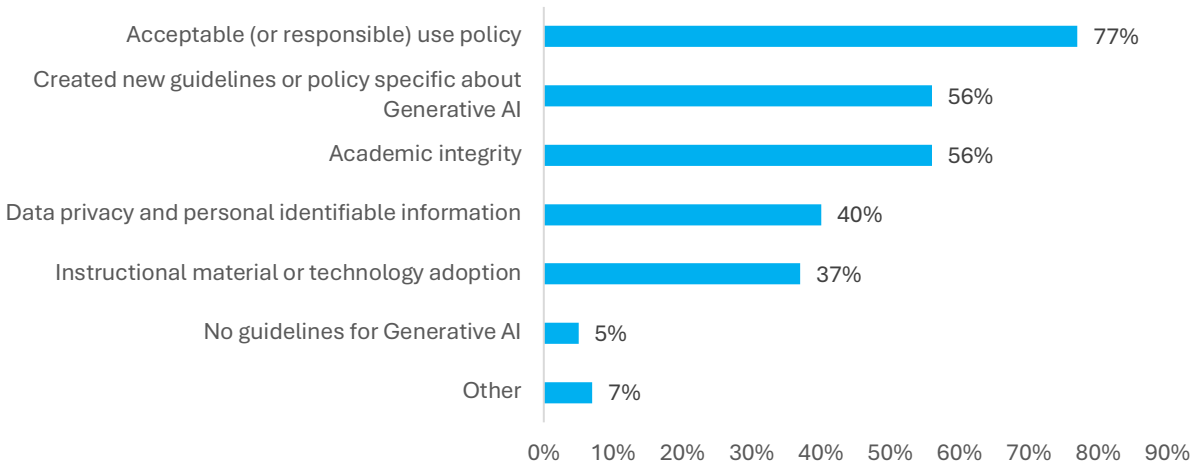 Acceptable (or responsible) use policy 77%
Created new guidelines or policy specific about
Generative AI 56%
Academic integrity 56%
Data privacy and personal identifiable information 40%
Instructional material or technology adoption 37%
No guidelines for Generative AI 5%
Other 7%
0% 10% 20% 30% 40% 50% 60% 70% 80% 90%